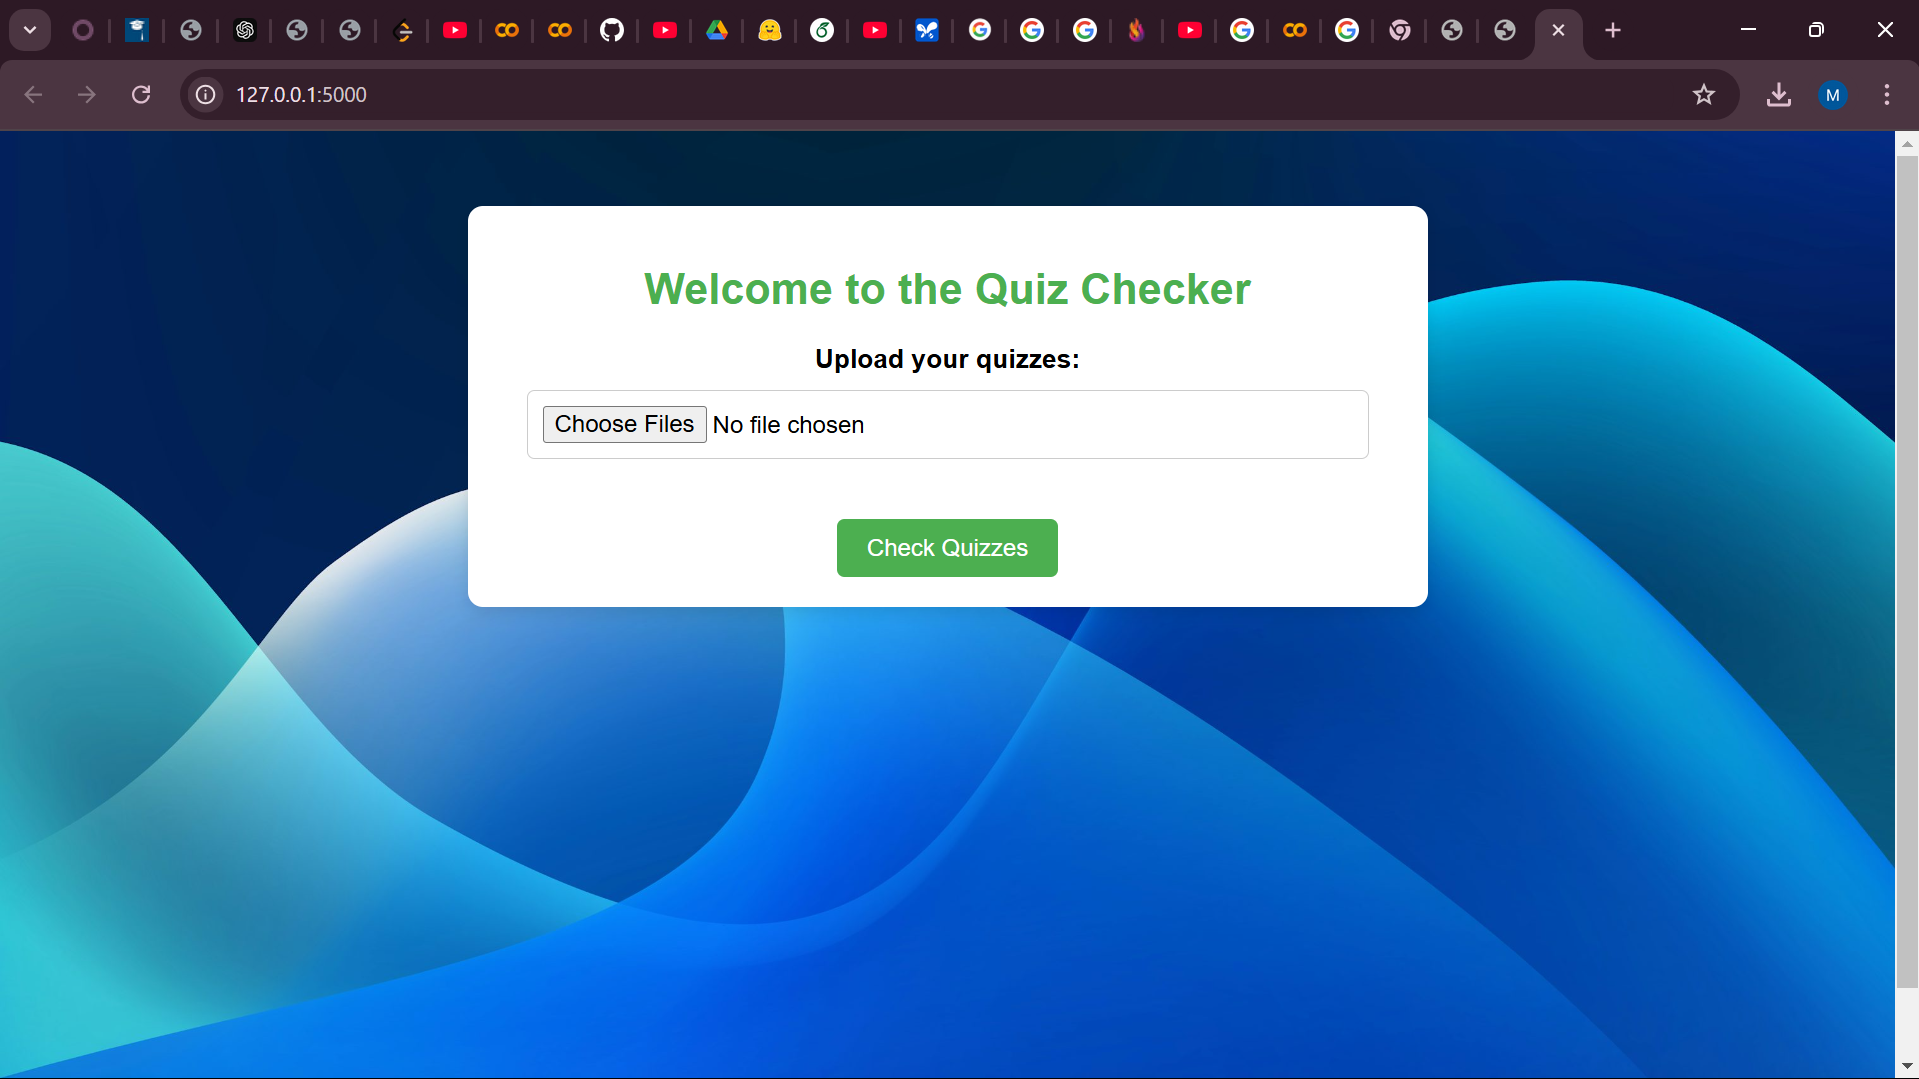 127.0.0.1:5000
M
Welcome to the Quiz Checker
Upload your quizzes:
Choose Files No file chosen
Check Quizzes